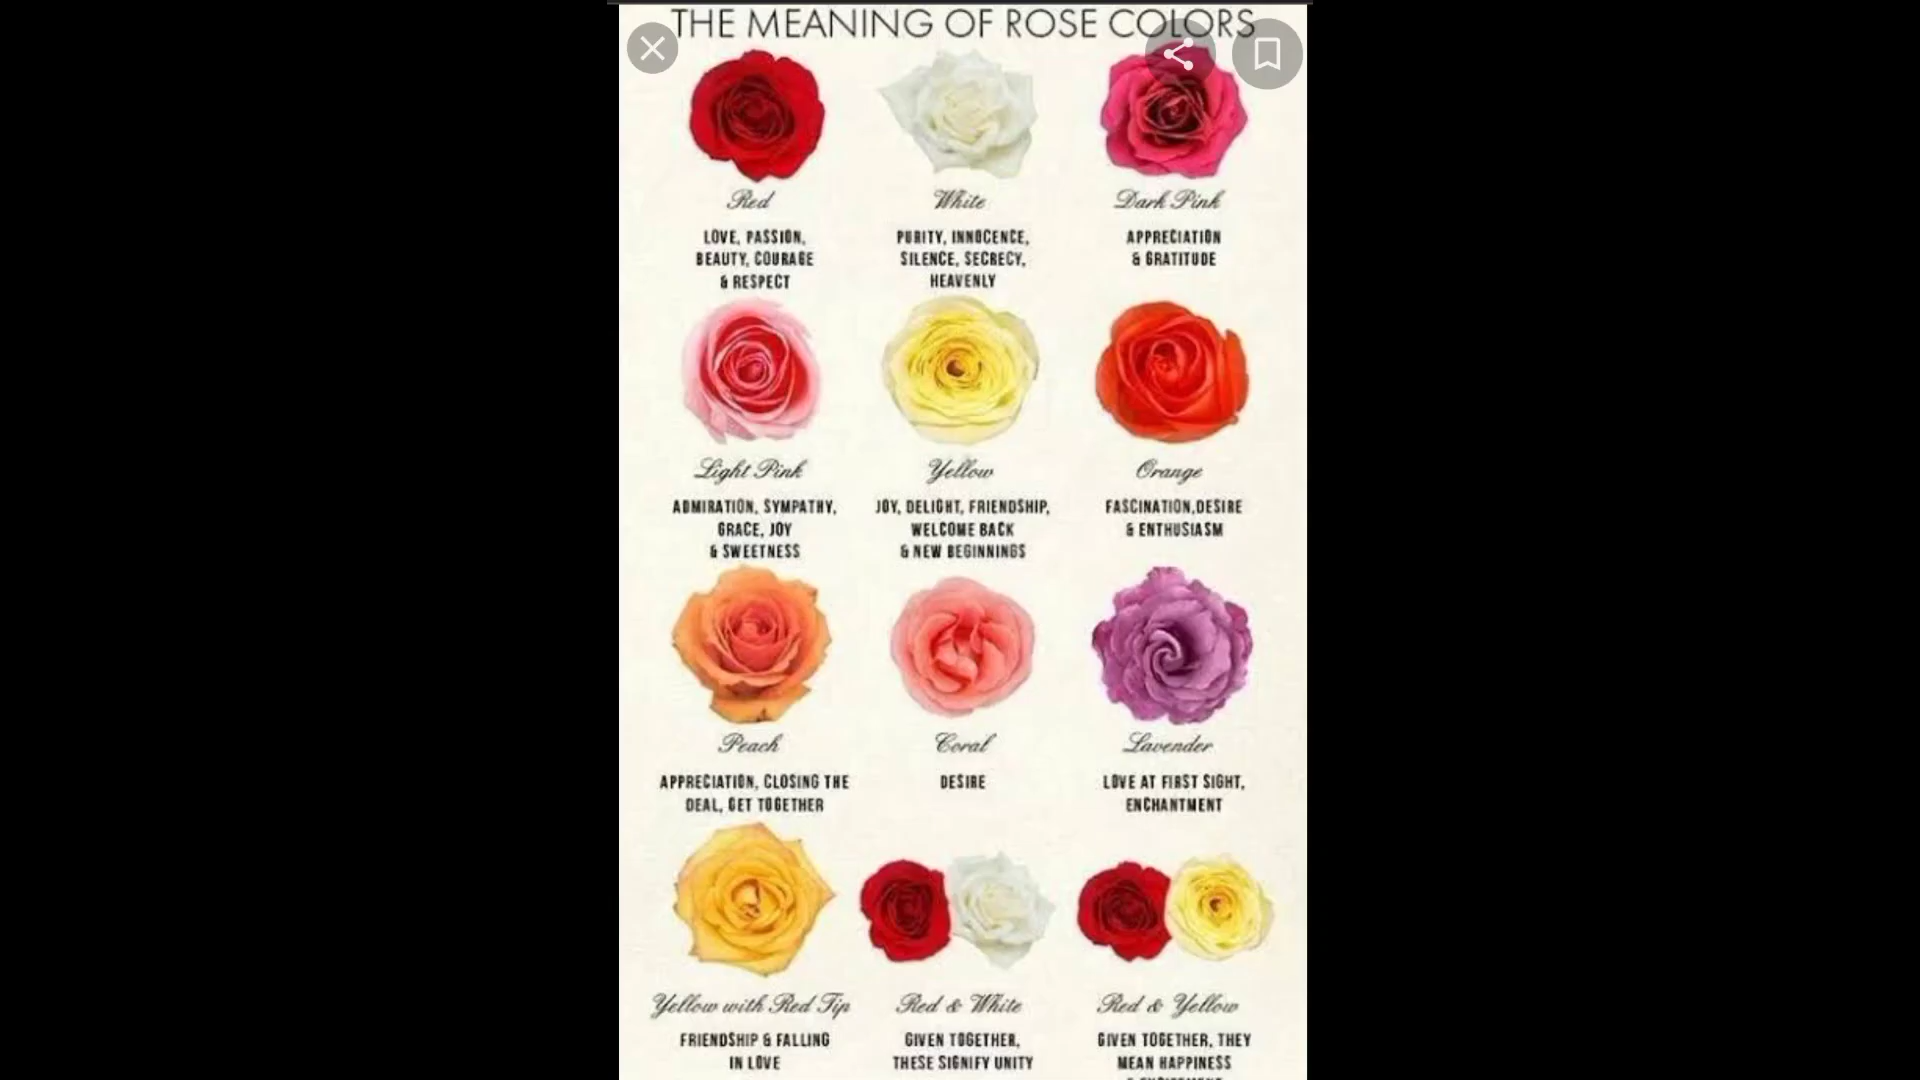 THE MEANING OF ROSE COLORS
Red
LOVE, PASSION,
BEAUTY, COURAGE
& RESPECT
White
PURITY, INNOCENCE,
SILENCE, SECRECY,
HEAVENLY
Dark Pink
APPRECIATION
& GRATITUDE
Light Pink
ADMIRATION, SYMPATHY,
GRACE, JOY
& SWEETNESS
Yellow
JOY, DELIGHT, FRIENDSHIP,
WELCOME BACK
& NEW BEGINNINGS
Orange
FASCINATION,DESIRE
& ENTHUSIASM
Peach
APPRECIATION, CLOSING THE
DEAL, GET TOGETHER
Coral
DESIRE
Lavender
LOVE AT FIRST SIGHT,
ENCHANTMENT
Yellow with Red Tip
FRIENDSHIP & FALLING
IN LOVE
Red & White
GIVEN TOGETHER,
THESE SIGNIFY UNITY
Red & Yellow
GIVEN TOGETHER, THEY
MEAN HAPPINESS